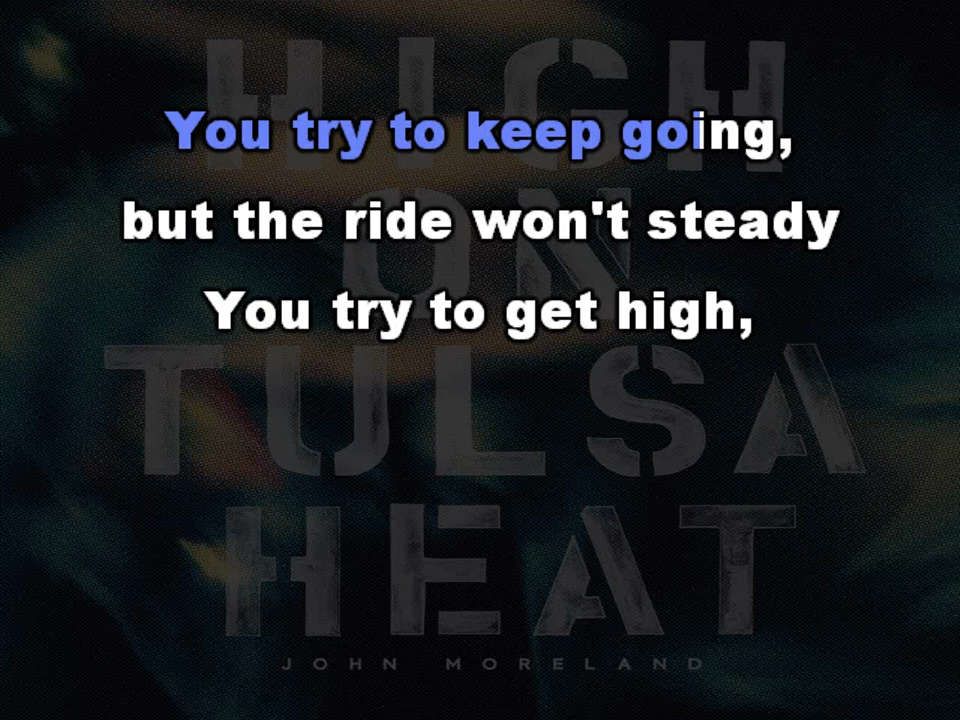 You try to keep going,
but the ride won't steady
You try to get high,
HIGH
ON
TULSA
HEAT
JOHN MORELAND